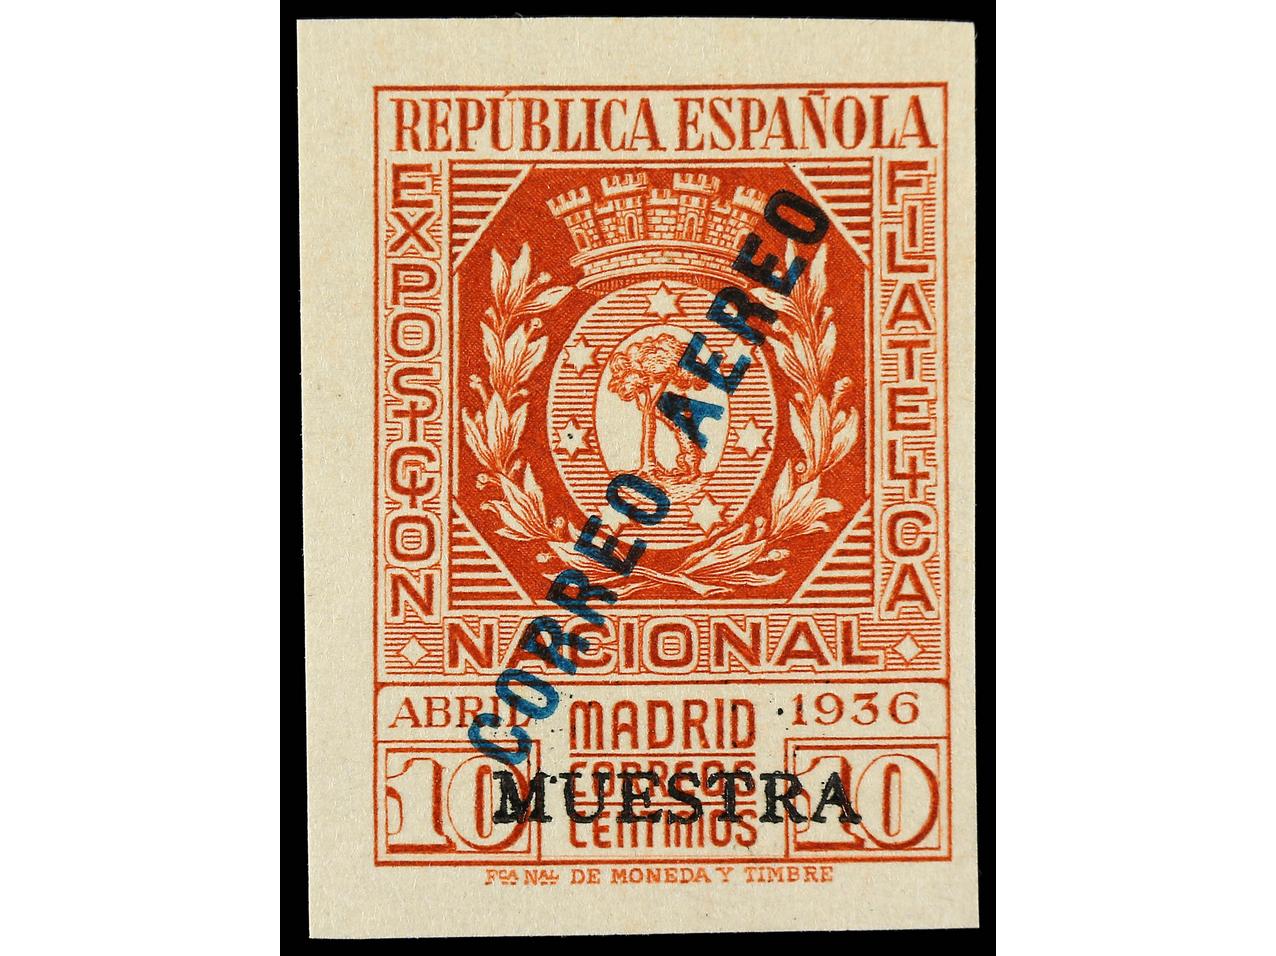 REPÚBLICA ESPAÑOLA
EXPOSICION
FILATELICA
NACIONAL
CORREO AEREO
ABRIL MADRID 1936
10 CORREOS 10
CENTIMOS
MUESTRA
FCA NAL DE MONEDA Y TIMBRE